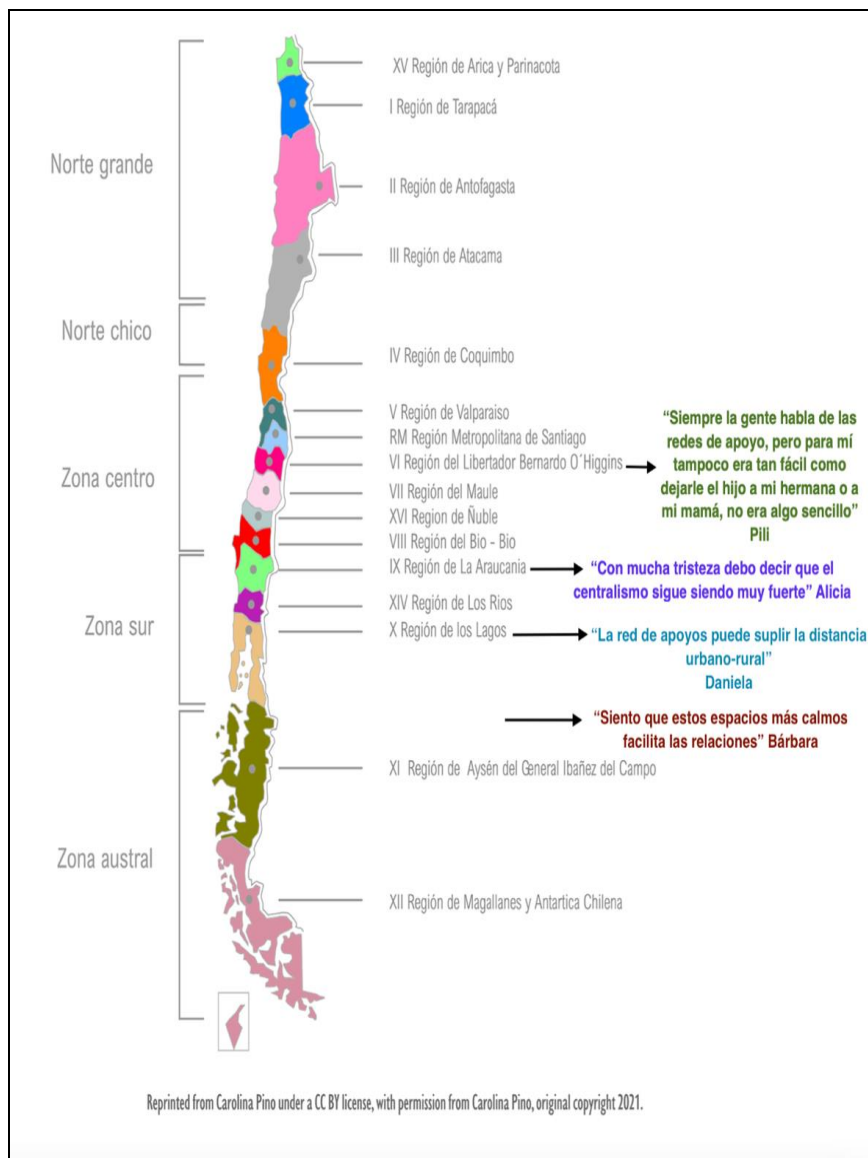 Norte grande
Norte chico
Zona centro
Zona sur
Zona austral
XV Región de Arica y Parinacota
I Región de Tarapacá
II Región de Antofagasta
III Región de Atacama
IV Región de Coquimbo
V Región de Valparaiso
RM Región Metropolitana de Santiago
VI Región del Libertador Bernardo O´Higgins
VII Región del Maule
XVI Region de Ñuble
VIII Región del Bio - Bio
IX Región de La Araucania
XIV Región de Los Rios
X Región de los Lagos
XI Región de Aysén del General Ibañez del Campo
XII Región de Magallanes y Antartica Chilena
“Siempre la gente habla de las
redes de apoyo, pero para mí
tampoco era tan fácil como
dejarle el hijo a mi hermana o a
mi mamá, no era algo sencillo”
Pili
“Con mucha tristeza debo decir que el
centralismo sigue siendo muy fuerte” Alicia
“La red de apoyos puede suplir la distancia
urbano-rural”
Daniela
“Siento que estos espacios más calmos
facilita las relaciones” Bárbara
Reprinted from Carolina Pino under a CC BY license, with permission from Carolina Pino, original copyright 2021.